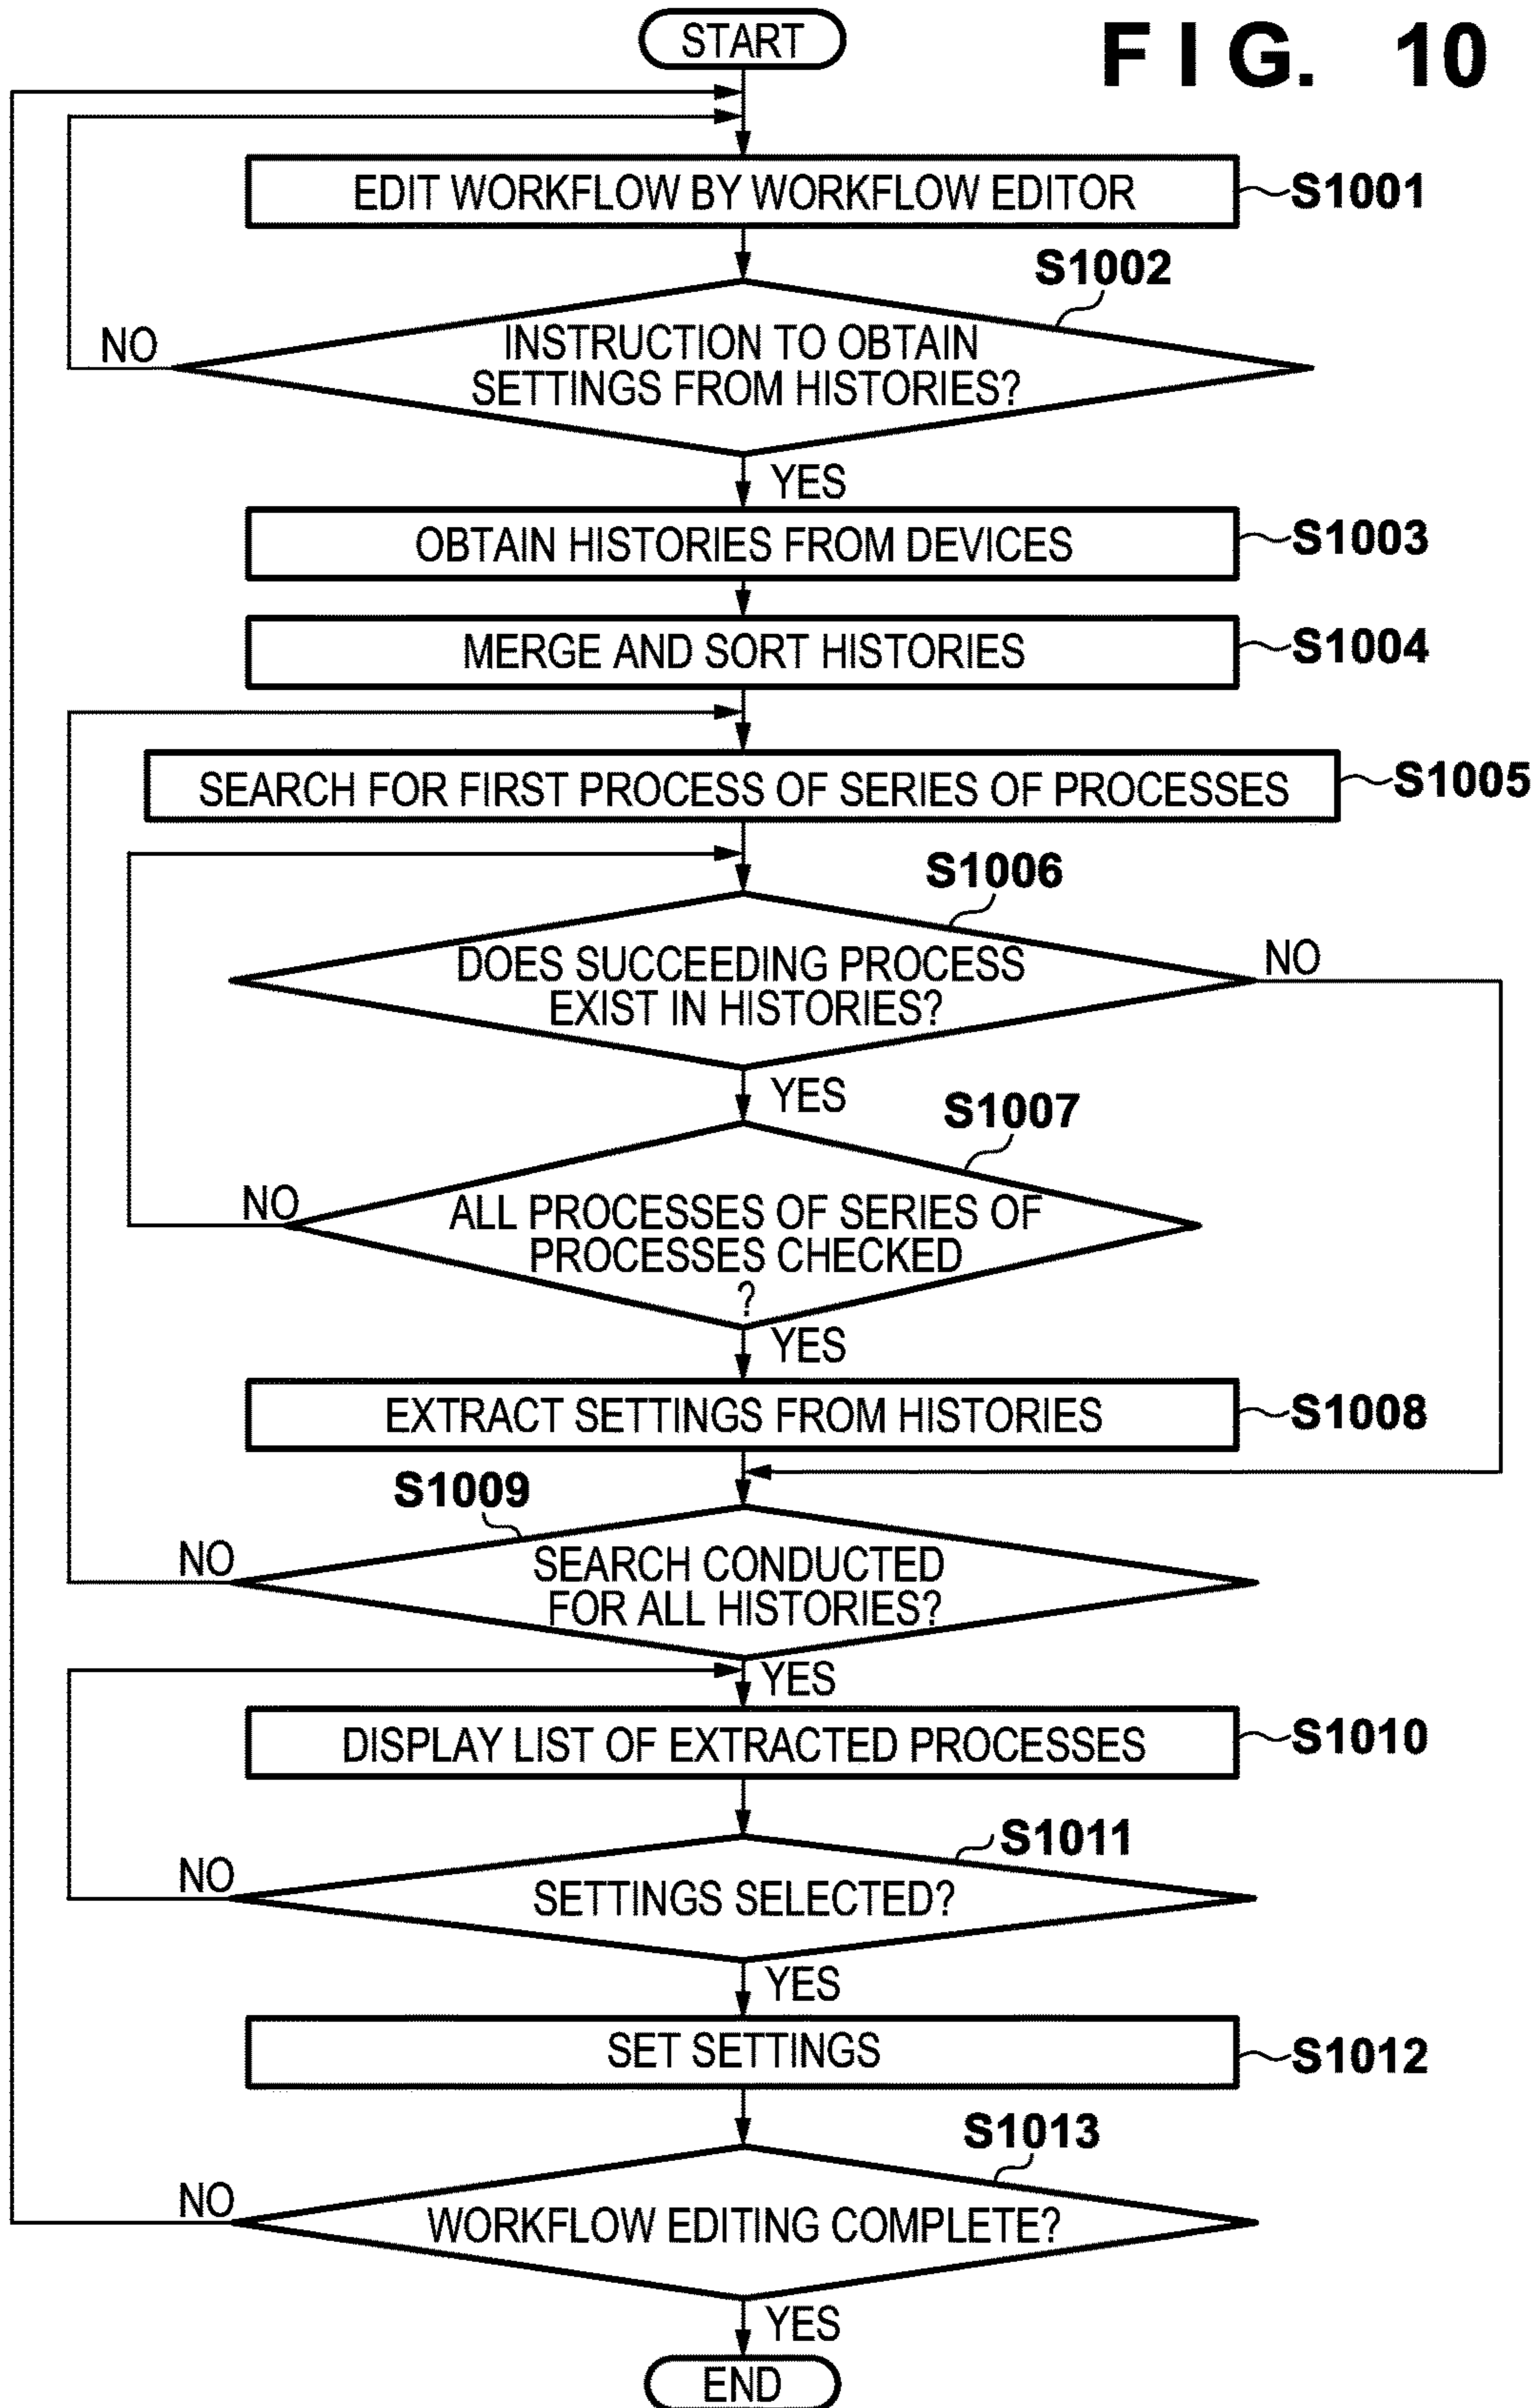 START
FIG. 10
EDIT WORKFLOW BY WORKFLOW EDITOR
S1001
S1002
INSTRUCTION TO OBTAIN
SETTINGS FROM HISTORIES?
NO
YES
OBTAIN HISTORIES FROM DEVICES
S1003
MERGE AND SORT HISTORIES
S1004
SEARCH FOR FIRST PROCESS OF SERIES OF PROCESSES
S1005
S1006
DOES SUCCEEDING PROCESS
EXIST IN HISTORIES?
NO
YES
S1007
NO
ALL PROCESSES OF SERIES OF
PROCESSES CHECKED
?
YES
EXTRACT SETTINGS FROM HISTORIES
S1008
S1009
NO
SEARCH CONDUCTED
FOR ALL HISTORIES?
YES
DISPLAY LIST OF EXTRACTED PROCESSES
S1010
S1011
NO
SETTINGS SELECTED?
YES
SET SETTINGS
S1012
S1013
NO
WORKFLOW EDITING COMPLETE?
YES
END